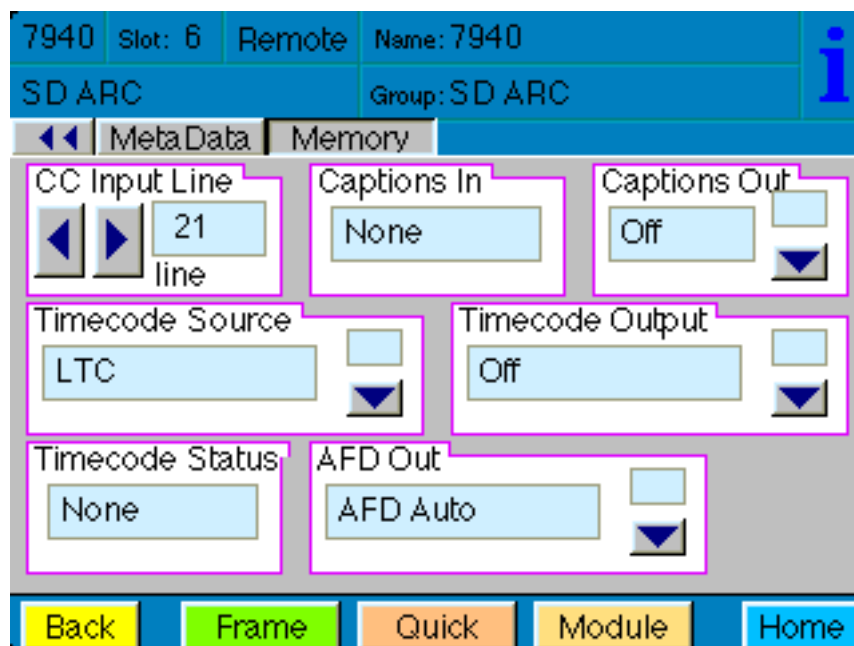 7940 Slot: 6 Remote Name: 7940
SD ARC Group: SD ARC
i
MetaData Memory
CC Input Line Captions In Captions Out
21 None Off
line
Timecode Source Timecode Output
LTC Off
Timecode Status AFD Out
None AFD Auto
Back Frame Quick Module Home